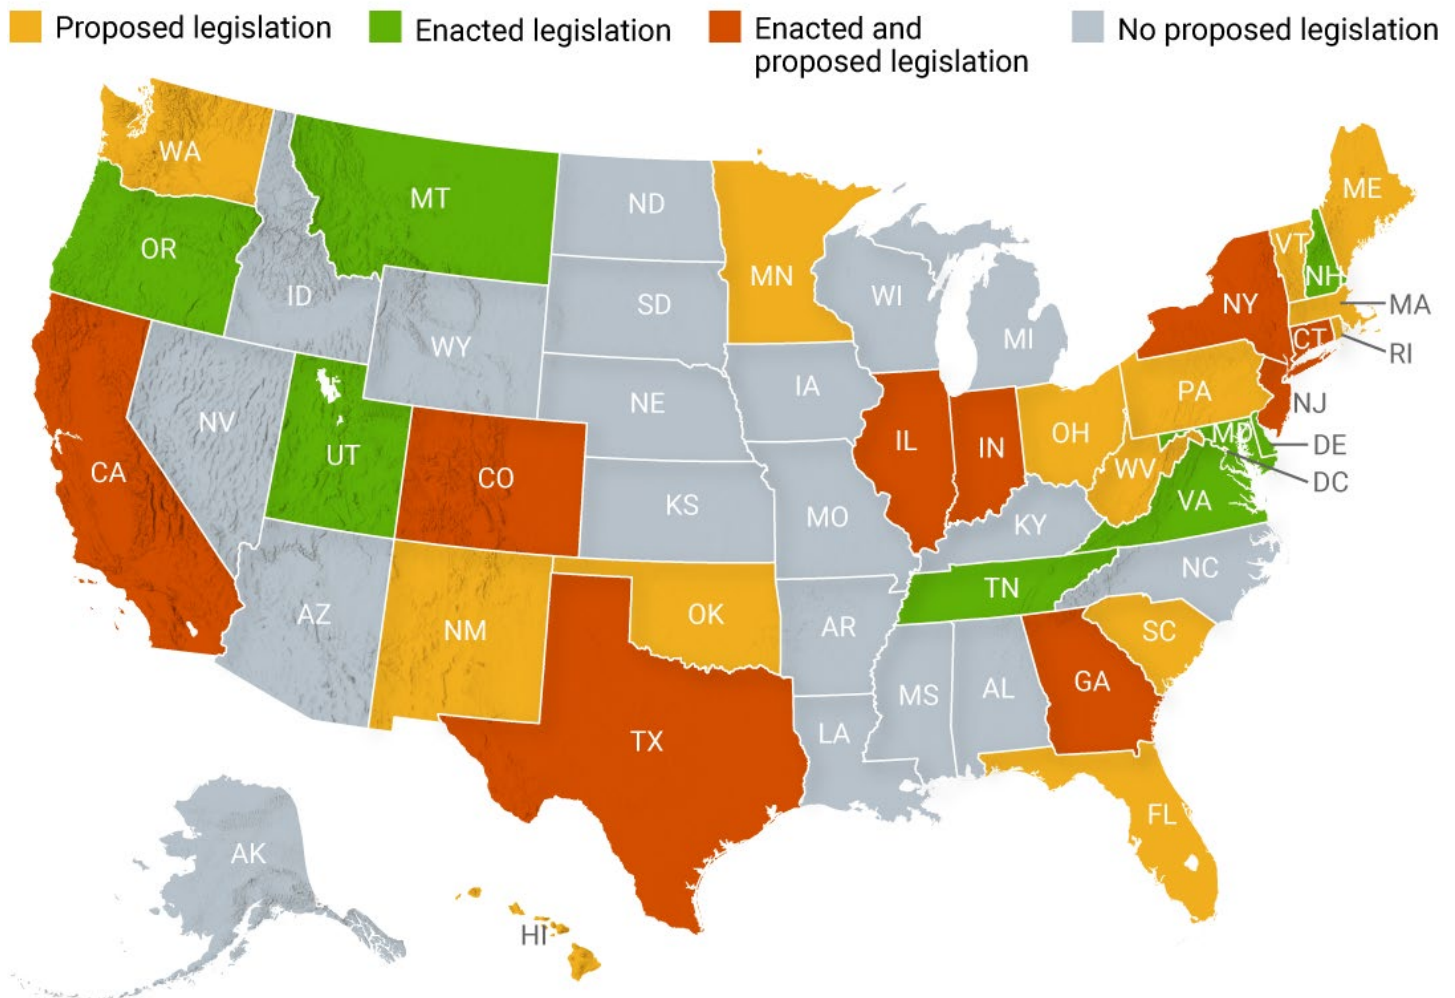 Proposed legislation
Enacted legislation
Enacted and
proposed legislation
No proposed legislation
WA
MT
ND
MN
ME
OR
ID
SD
WI
VT
NH
NY
MA
WY
MI
CT
RI
IA
NE
PA
NJ
NV
UT
IL
IN
OH
MD
DE
CA
CO
WV
DC
KS
MO
VA
KY
NC
AZ
NM
OK
AR
TN
SC
TX
LA
MS
AL
GA
FL
AK
HI